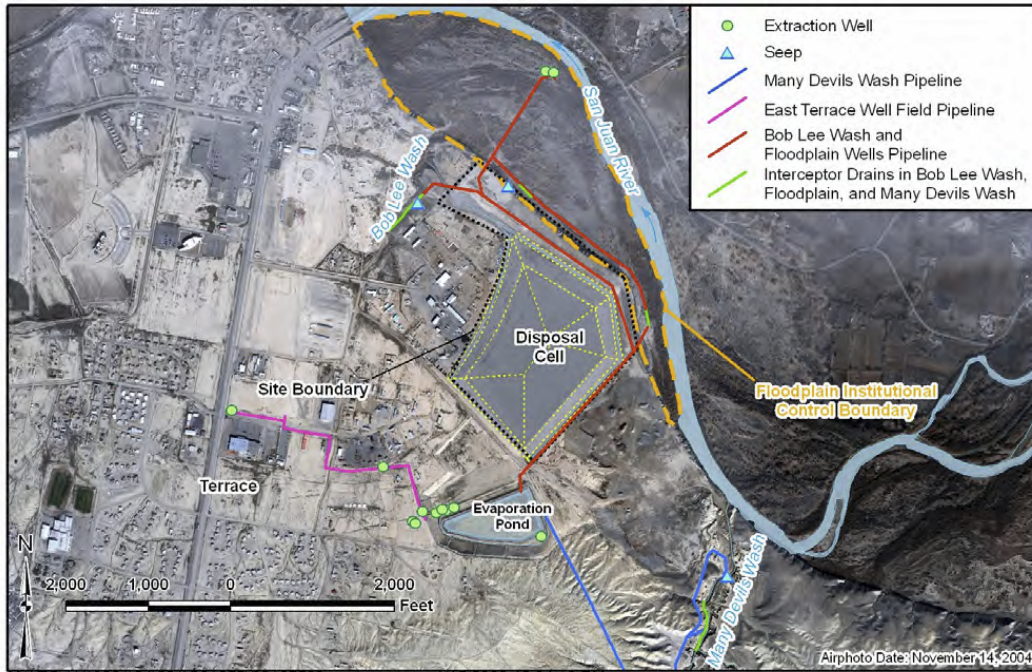 Extraction Well
Seep
Many Devils Wash Pipeline
East Terrace Well Field Pipeline
Bob Lee Wash and
Floodplain Wells Pipeline
Interceptor Drains in Bob Lee Wash,
Floodplain, and Many Devils Wash
San Juan River
Bob Lee Wash
Disposal
Cell
Site Boundary
Floodplain Institutional
Control Boundary
Terrace
Evaporation
Pond
Many Devils Wash
N
2,000 1,000 0 2,000
Feet
Airphoto Date: November 14, 2004